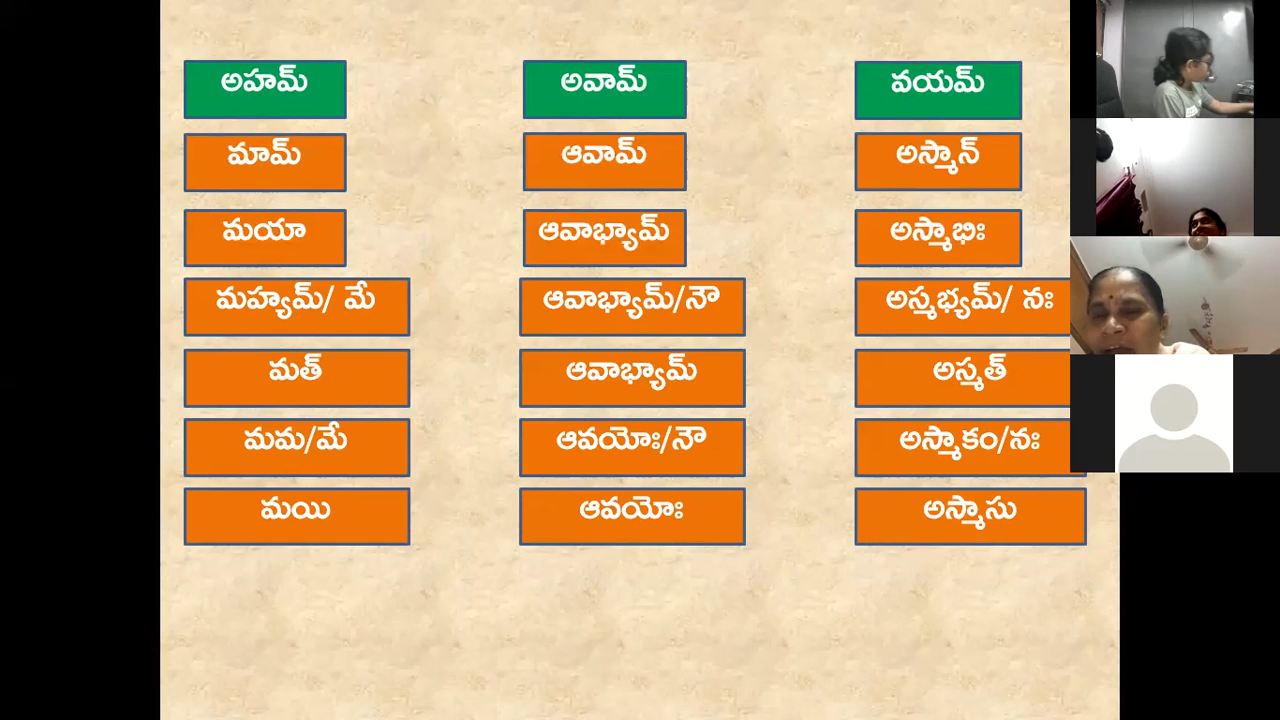 అహమ్ అవామ్ వయమ్
మామ్ ఆవామ్ అస్మాన్
మయా ఆవాభ్యామ్ అస్మాభిః
మహ్యమ్/ మే ఆవాభ్యామ్/నౌ అస్మభ్యమ్/ నః
మత్ ఆవాభ్యామ్ అస్మత్
మమ/మే ఆవయోః/నౌ అస్మాకం/నః
మయి ఆవయోః అస్మాసు